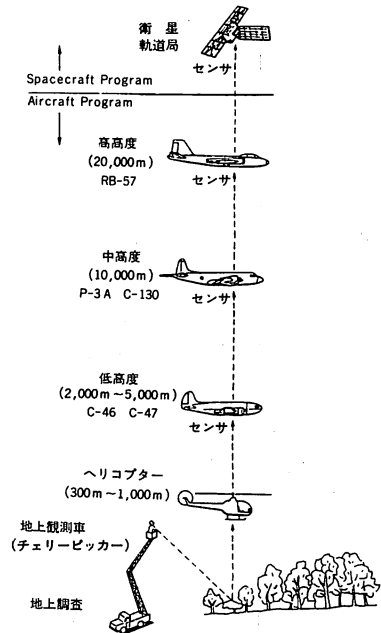 衛星
軌道局
センサ
Spacecraft Program
Aircraft Program
高高度
(20,000m)
RB-57
センサ
中高度
(10,000m)
P-3A C-130
センサ
低高度
(2,000m～5,000m)
C-46 C-47
センサ
ヘリコプター
(300m～1,000m)
地上観測車
(チェリーピッカー)
地上調査